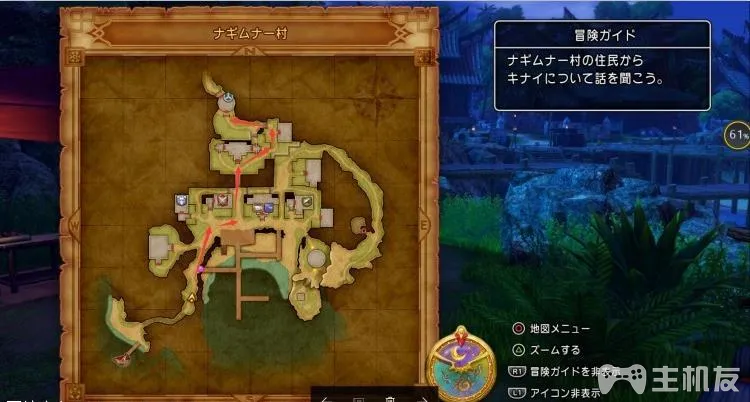 ナギムナー村
N
W
E
冒険ガイド
ナギムナー村の住民から
キナイについて話を聞こう。
61%
地図メニュー
ズームする
R1 冒険ガイドを非表示
L1 アイコン非表示
主机友